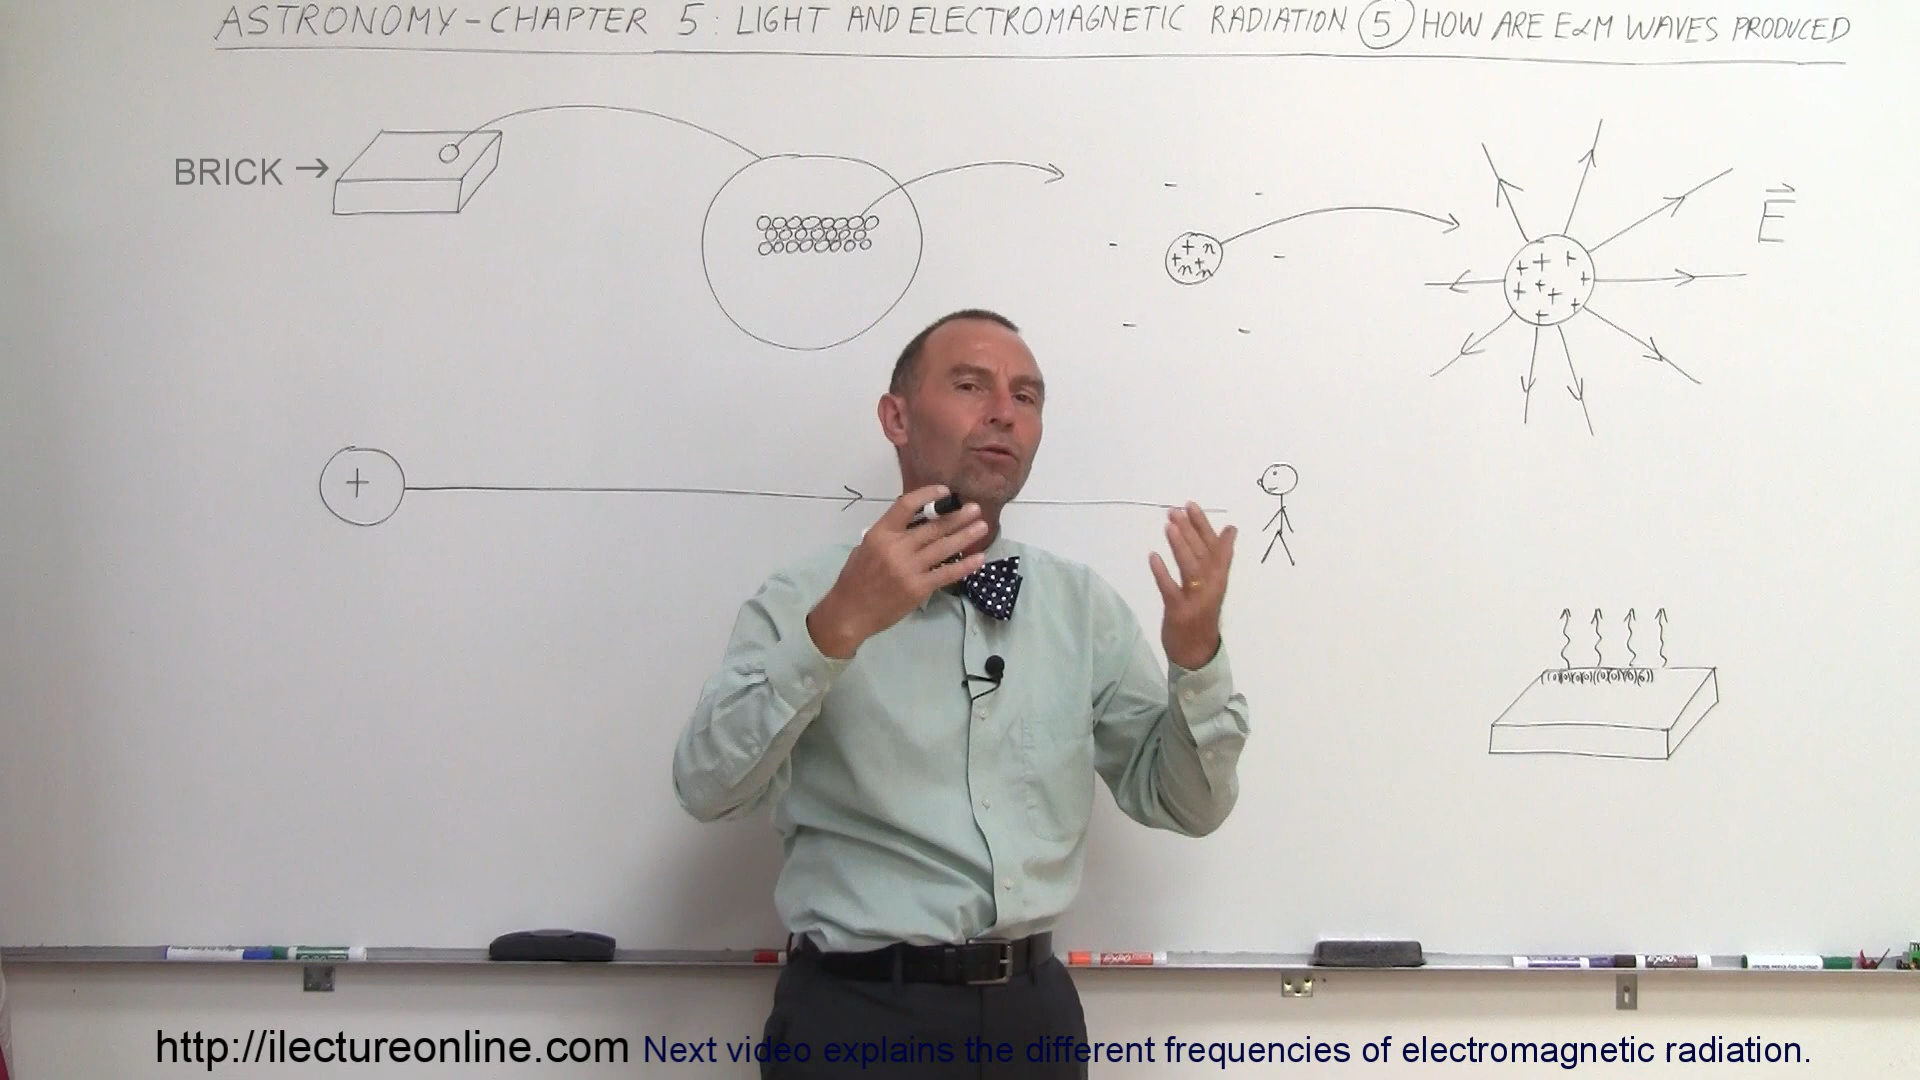 ASTRONOMY - CHAPTER 5: LIGHT AND ELECTROMAGNETIC RADIATION (5) HOW ARE E&M WAVES PRODUCED
BRICK →
E
- - - - - - -
+ n + n + n
+ + + + + + + + + +
+
http://ilectureonline.com Next video explains the different frequencies of electromagnetic radiation.